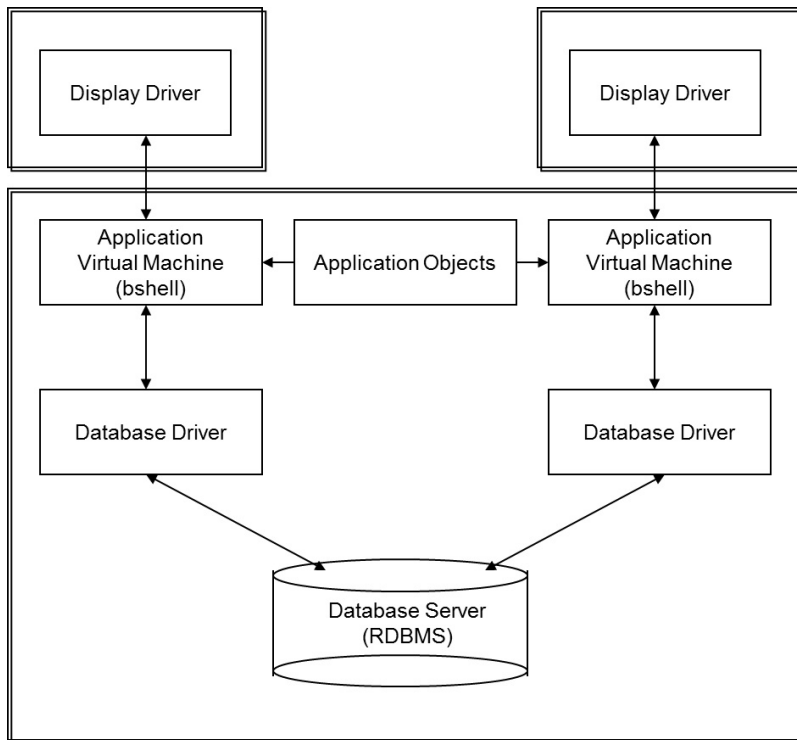 Display Driver
Display Driver
Application
Virtual Machine
(bshell)
Application Objects
Application
Virtual Machine
(bshell)
Database Driver
Database Driver
Database Server
(RDBMS)